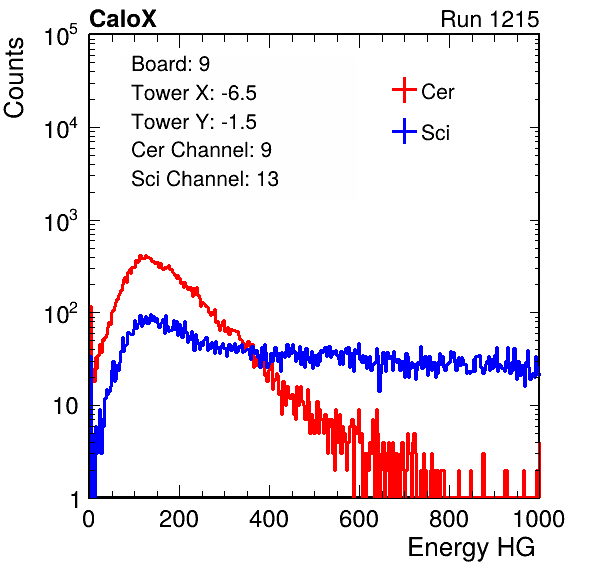 CaloX Run 1215
Counts
10^5
10^4
10^3
10^2
10
1
Board: 9
Tower X: -6.5
Tower Y: -1.5
Cer Channel: 9
Sci Channel: 13
Cer
Sci
0 200 400 600 800 1000
Energy HG